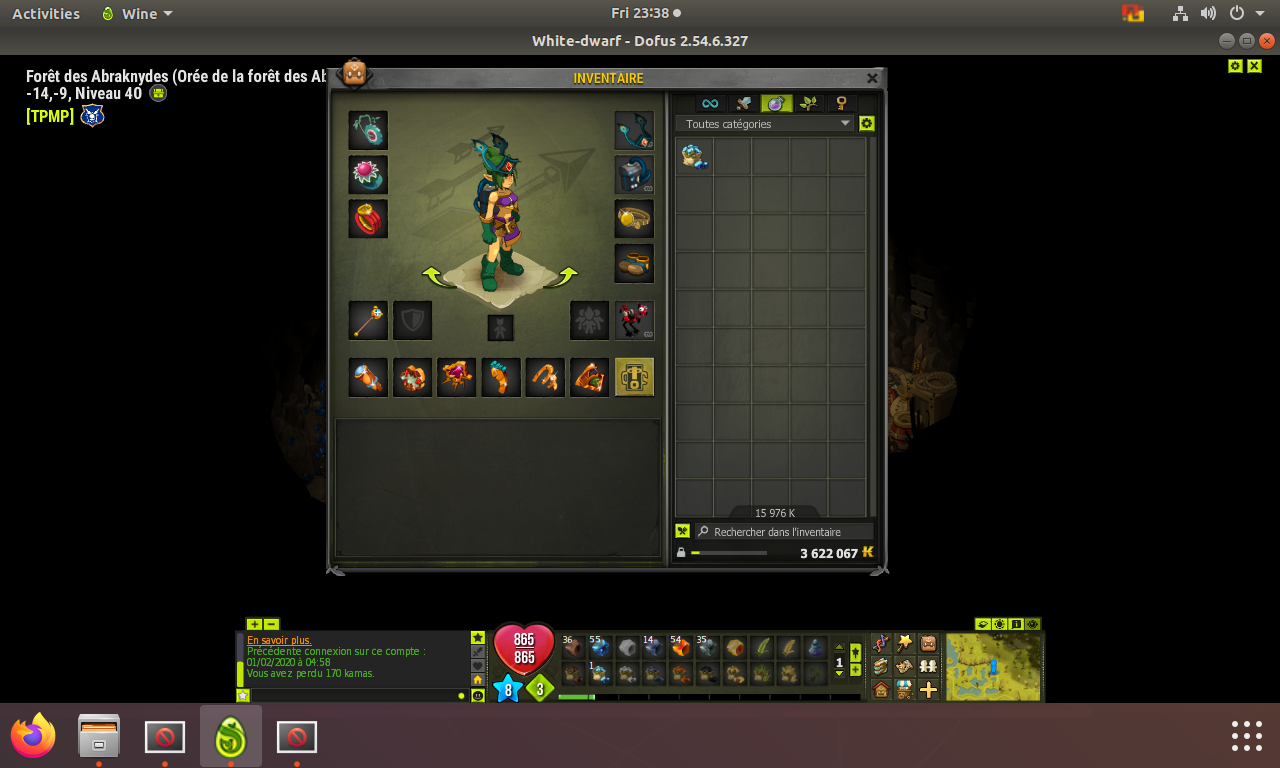 Activities
Wine
Fri 23:38
White-dwarf - Dofus 2.54.6.327
Forêt des Abraknydes (Orée de la forêt des Ab
-14,-9, Niveau 40
[TPMP]
INVENTAIRE
Toutes catégories
15 976 K
Rechercher dans l'inventaire
3 622 067 K
En savoir plus.
Précédente connexion sur ce compte :
01/02/2020 à 04:58
Vous avez perdu 170 kamas.
865
865
8
3
36
55
14
54
35
1
1